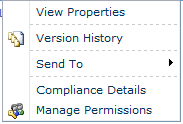 View Properties
Version History
Send To
Compliance Details
Manage Permissions